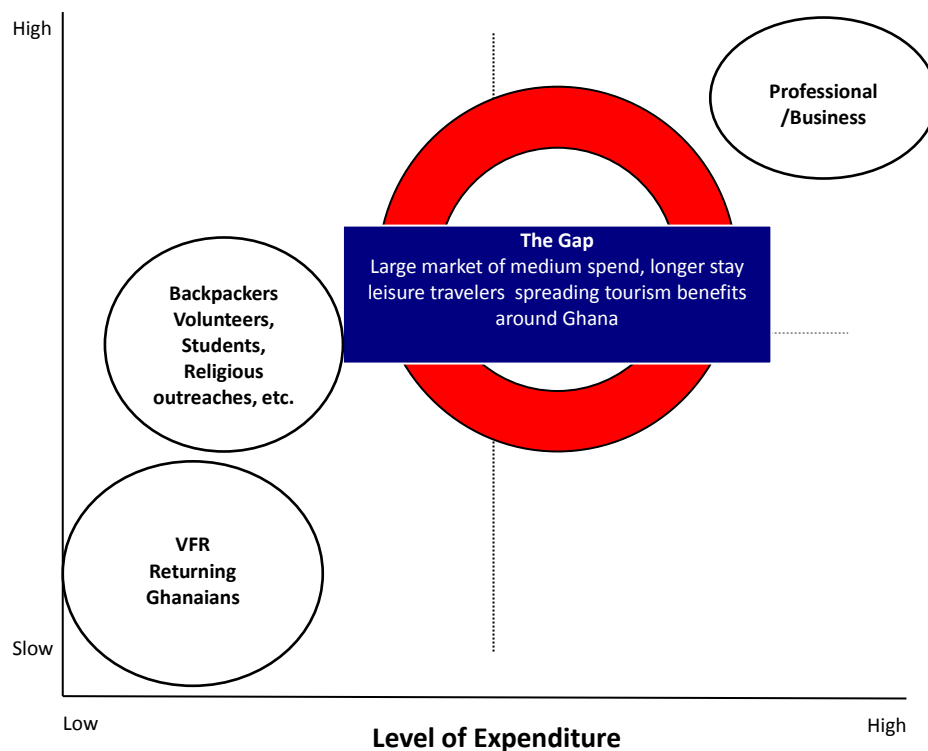 High
Professional
/Business
The Gap
Large market of medium spend, longer stay
leisure travelers spreading tourism benefits
around Ghana
Backpackers
Volunteers,
Students,
Religious
outreaches, etc.
VFR
Returning
Ghanaians
Slow
Low
High
Level of Expenditure